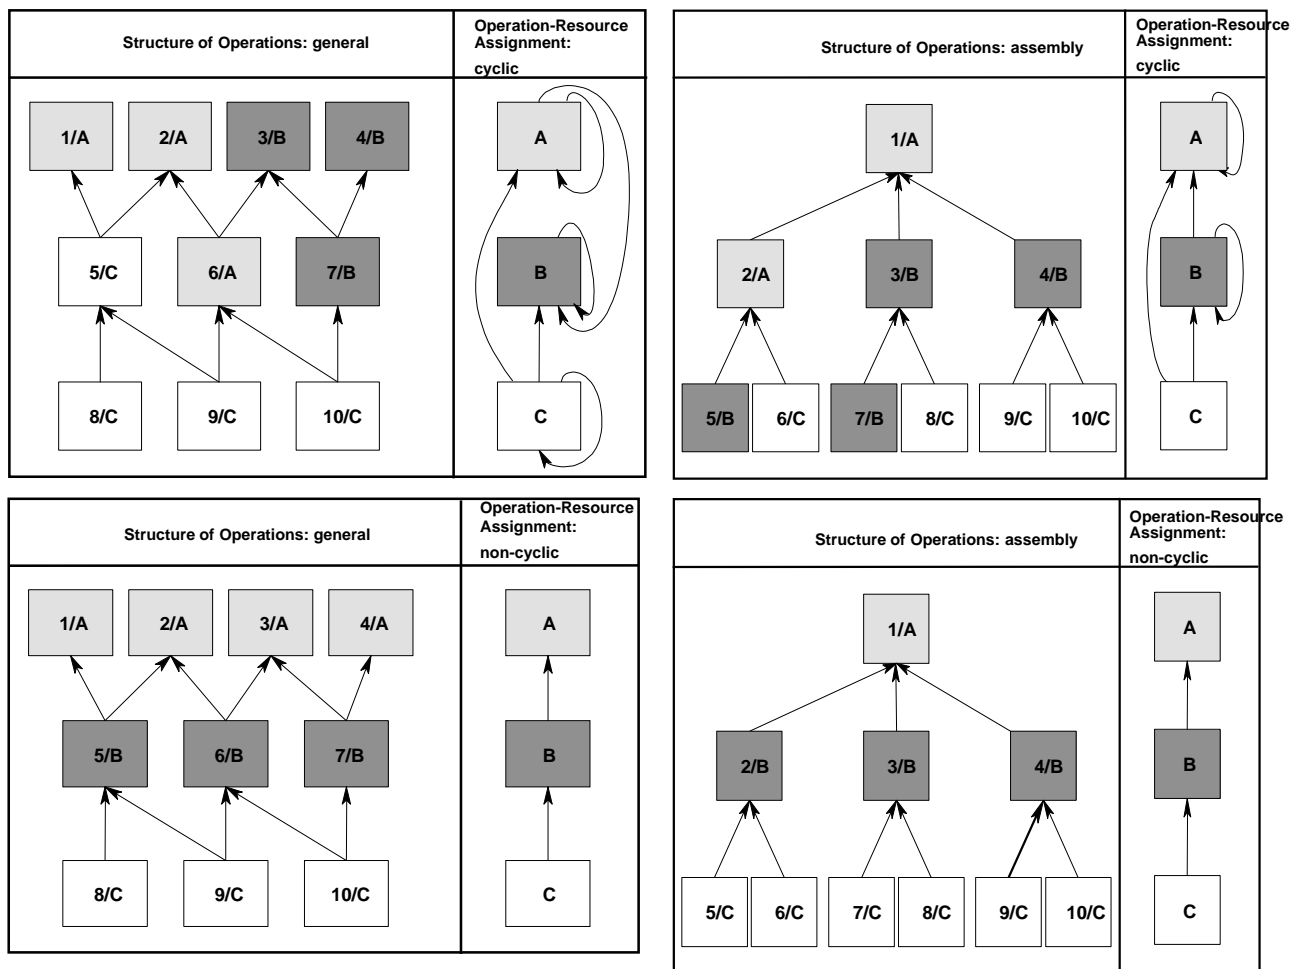 Structure of Operations: general
Operation-Resource
Assignment:
cyclic
1/A 2/A 3/B 4/B
A
5/C 6/A 7/B
B
8/C 9/C 10/C
C
Structure of Operations: assembly
Operation-Resource
Assignment:
cyclic
1/A
A
2/A 3/B 4/B
B
5/B 6/C 7/B 8/C 9/C 10/C
C
Structure of Operations: general
Operation-Resource
Assignment:
non-cyclic
1/A 2/A 3/A 4/A
A
5/B 6/B 7/B
B
8/C 9/C 10/C
C
Structure of Operations: assembly
Operation-Resource
Assignment:
non-cyclic
1/A
A
2/B 3/B 4/B
B
5/C 6/C 7/C 8/C 9/C 10/C
C